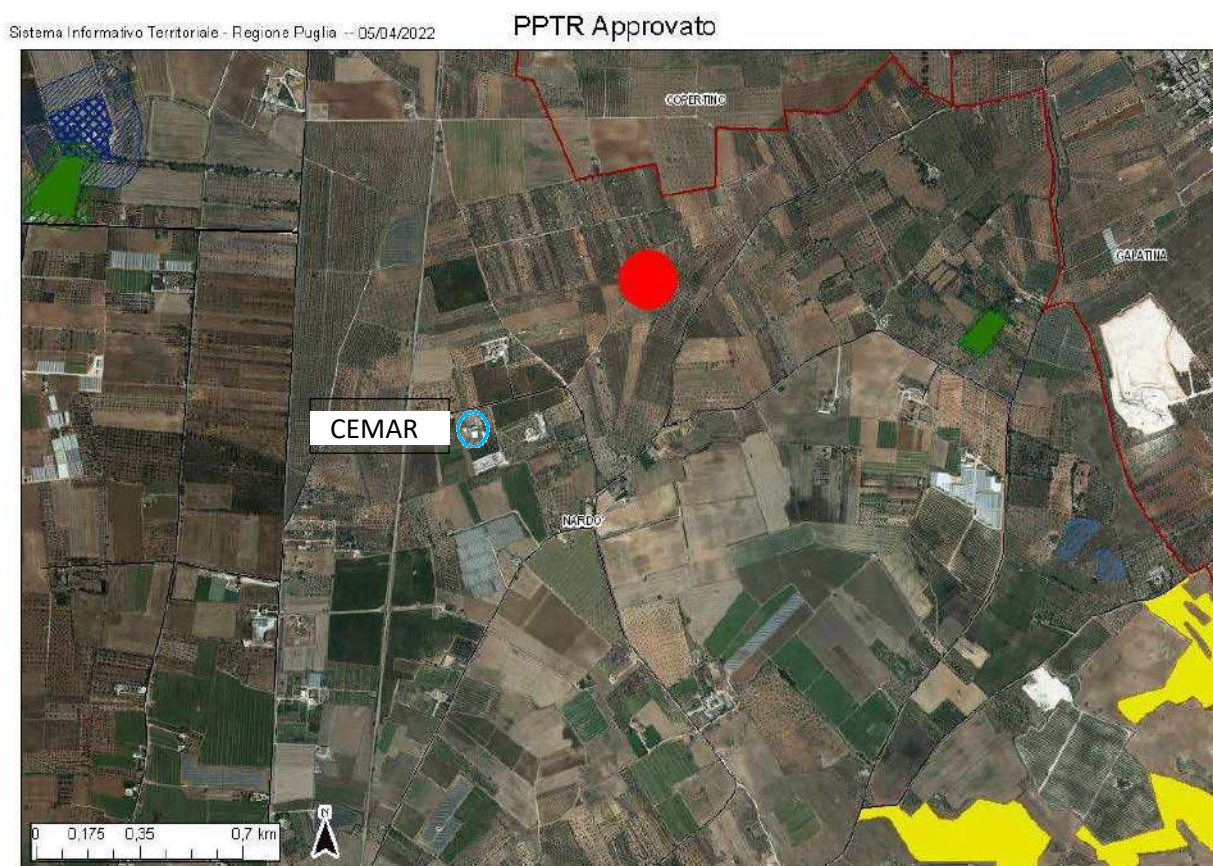 Sistema Informativo Territoriale - Regione Puglia -- 05/04/2022
PPTR Approvato
COPERTINO
GALATINA
CEMAR
NARDO'
N
0 0,175 0,35 0,7 km